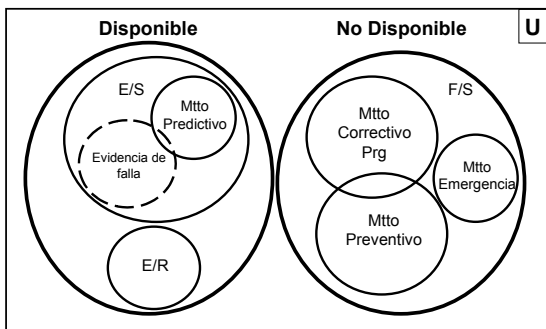 Disponible
No Disponible
U
E/S
Mtto
Predictivo
Evidencia de
falla
E/R
F/S
Mtto
Correctivo
Prg
Mtto
Emergencia
Mtto
Preventivo